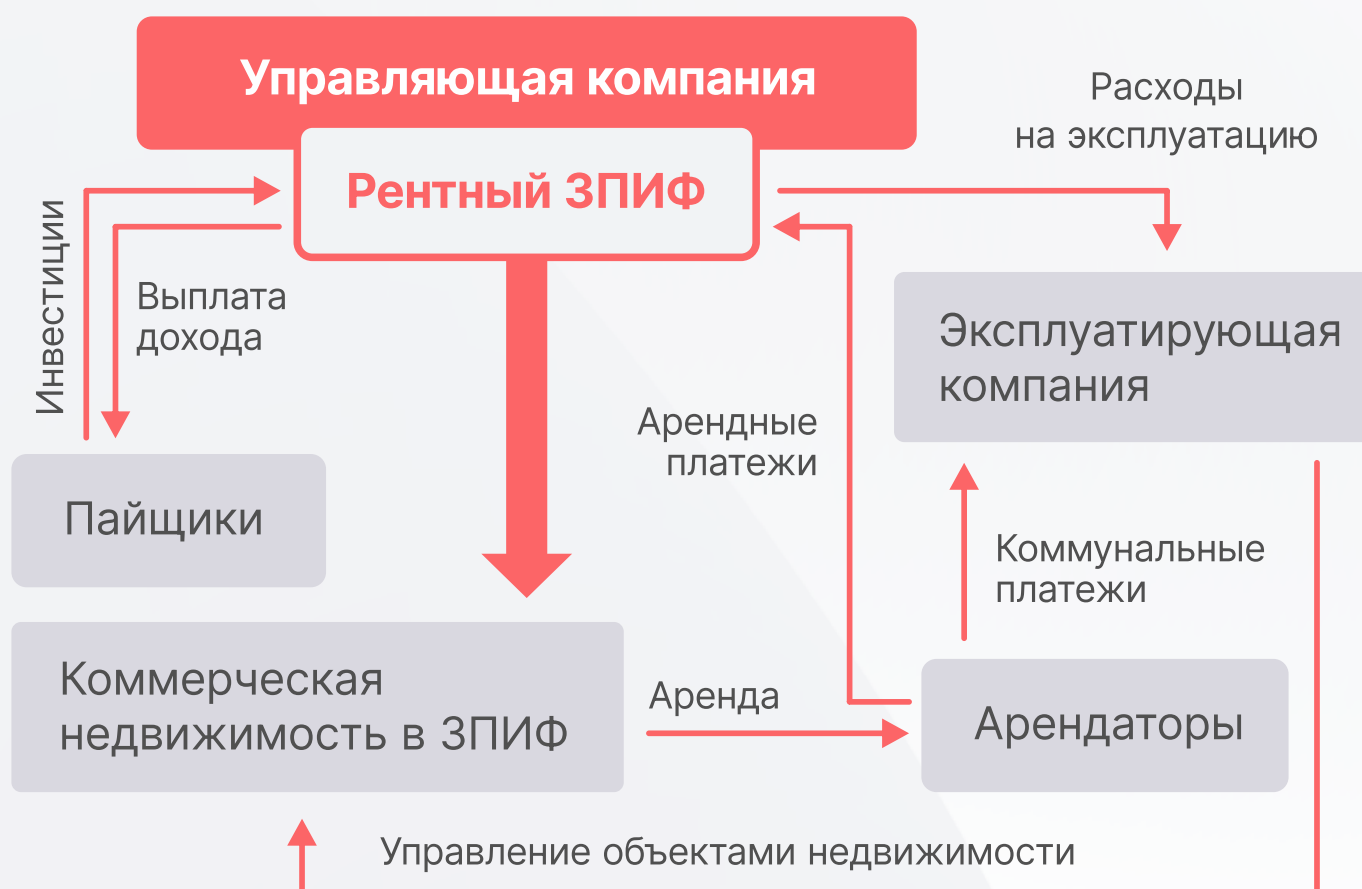 Управляющая компания
Рентный ЗПИФ
Расходы
на эксплуатацию
Инвестиции
Выплата
дохода
Эксплуатирующая
компания
Арендные
платежи
Пайщики
Коммунальные
платежи
Коммерческая
недвижимость в ЗПИФ
Аренда
Арендаторы
Управление объектами недвижимости